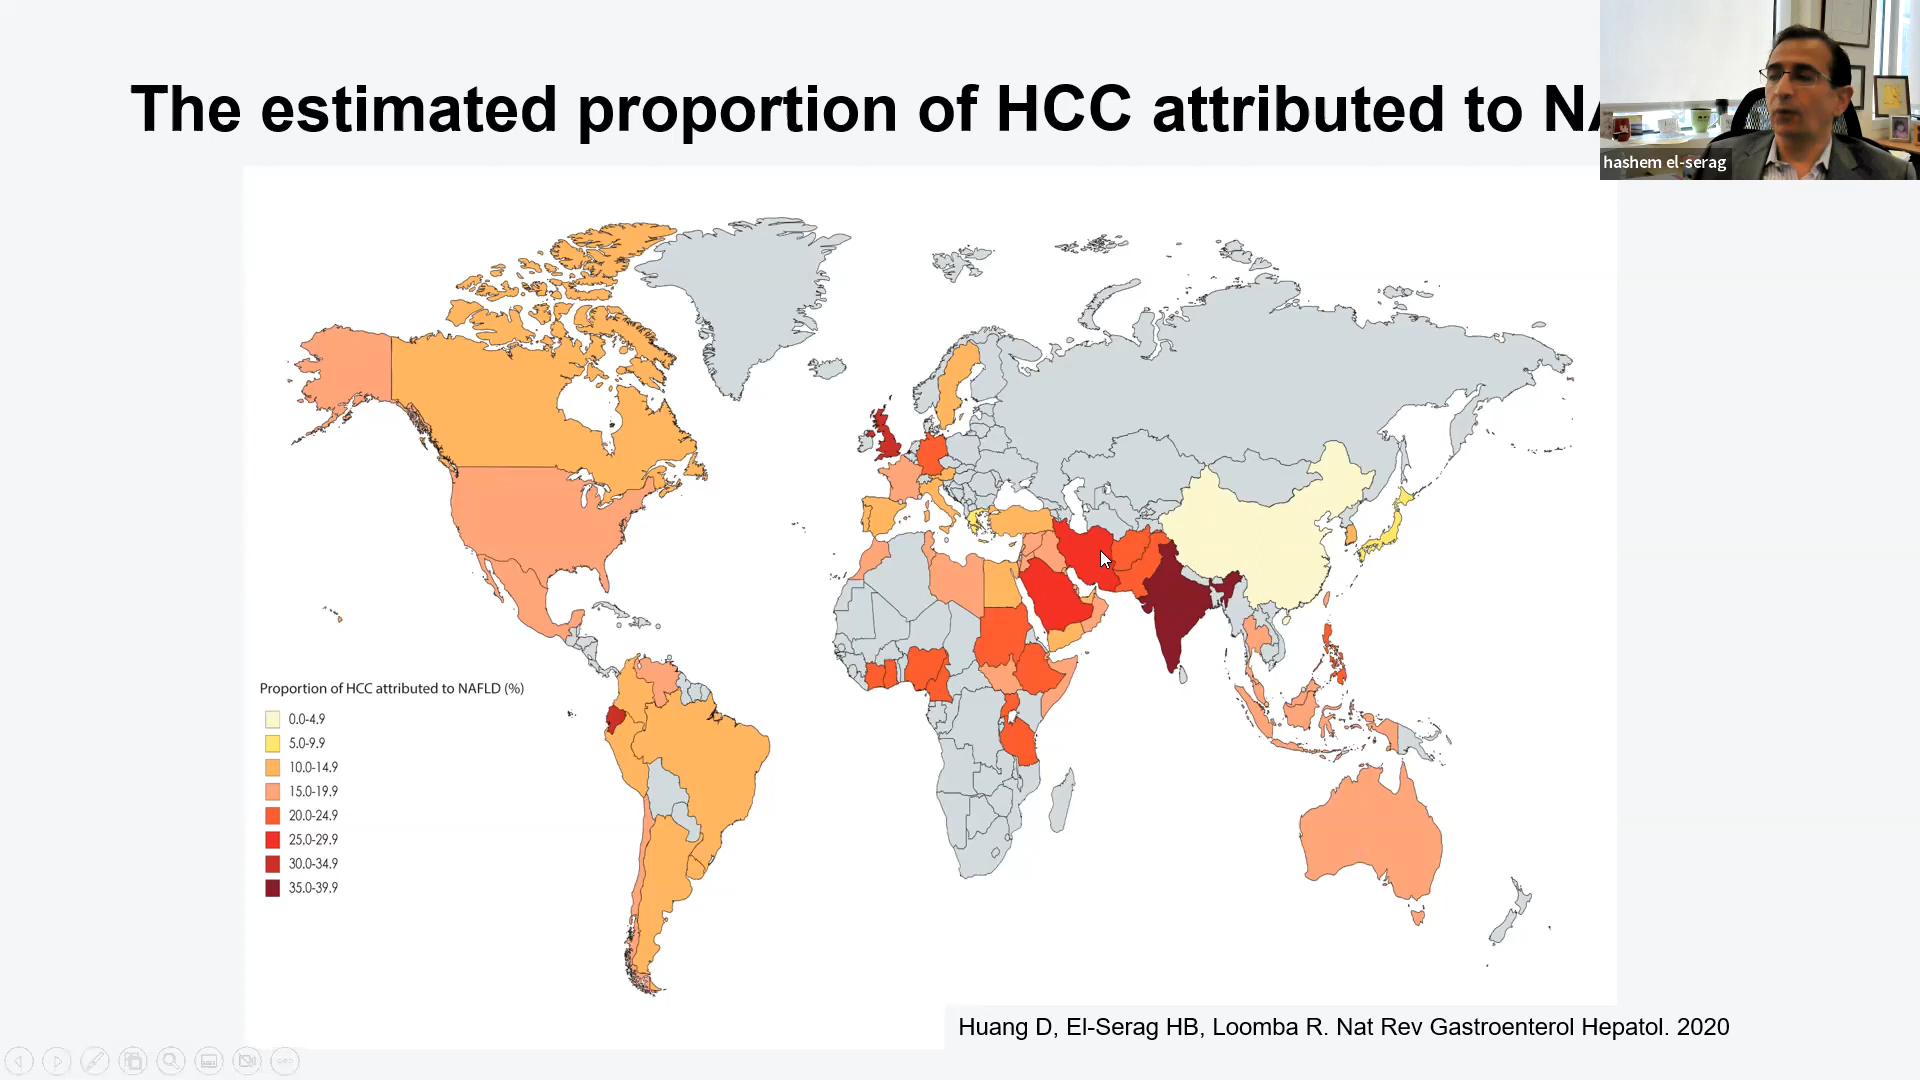 The estimated proportion of HCC attributed to NA
hashem el-serag
Proportion of HCC attributed to NAFLD (%)
0.0-4.9
5.0-9.9
10.0-14.9
15.0-19.9
20.0-24.9
25.0-29.9
30.0-34.9
35.0-39.9
Huang D, El-Serag HB, Loomba R. Nat Rev Gastroenterol Hepatol. 2020